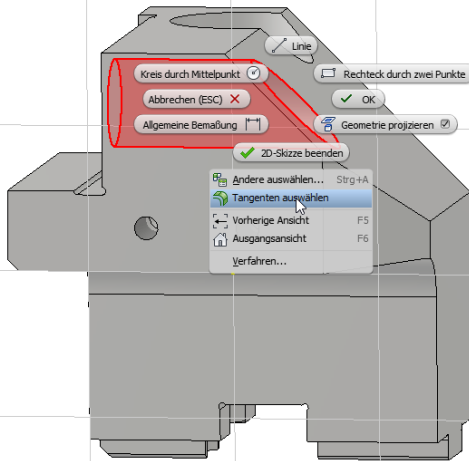 Linie
Kreis durch Mittelpunkt
Rechteck durch zwei Punkte
Abbrechen (ESC)
OK
Allgemeine Bemaßung
Geometrie projizieren
2D-Skizze beenden
Andere auswählen... Strg+A
Tangenten auswählen
Vorherige Ansicht F5
Ausgangsansicht F6
Verfahren...